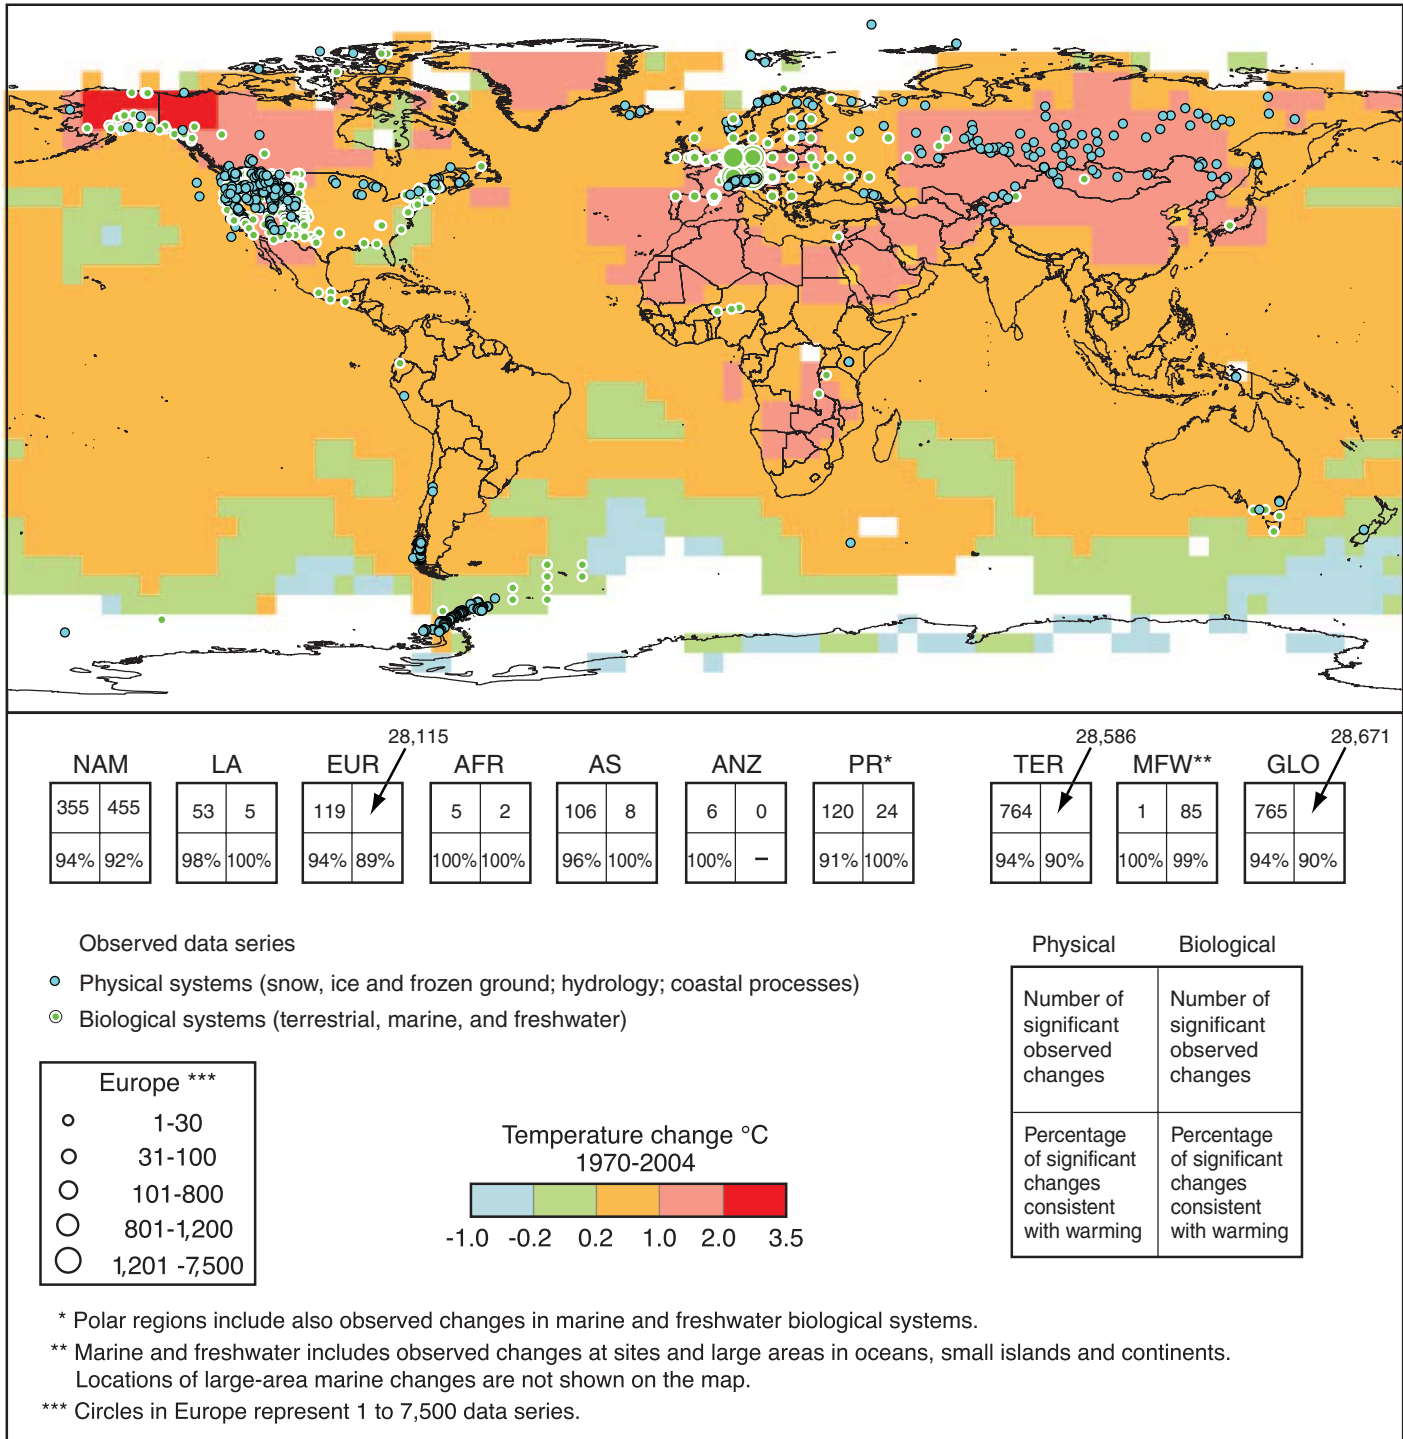 28,115 28,586 28,671
NAM LA EUR AFR AS ANZ PR* TER MFW** GLO
355 455 53 5 119 5 2 106 8 6 0 120 24 764 1 85 765
94% 92% 98% 100% 94% 89% 100% 100% 96% 100% 100% – 91% 100% 94% 90% 100% 99% 94% 90%
Observed data series
Physical systems (snow, ice and frozen ground; hydrology; coastal processes)
Biological systems (terrestrial, marine, and freshwater)
Europe ***
1-30
31-100
101-800
801-1,200
1,201 -7,500
Temperature change °C
1970-2004
-1.0 -0.2 0.2 1.0 2.0 3.5
Physical Biological
Number of
significant
observed
changes
Number of
significant
observed
changes
Percentage
of significant
changes
consistent
with warming
Percentage
of significant
changes
consistent
with warming
* Polar regions include also observed changes in marine and freshwater biological systems.
** Marine and freshwater includes observed changes at sites and large areas in oceans, small islands and continents.
Locations of large-area marine changes are not shown on the map.
*** Circles in Europe represent 1 to 7,500 data series.